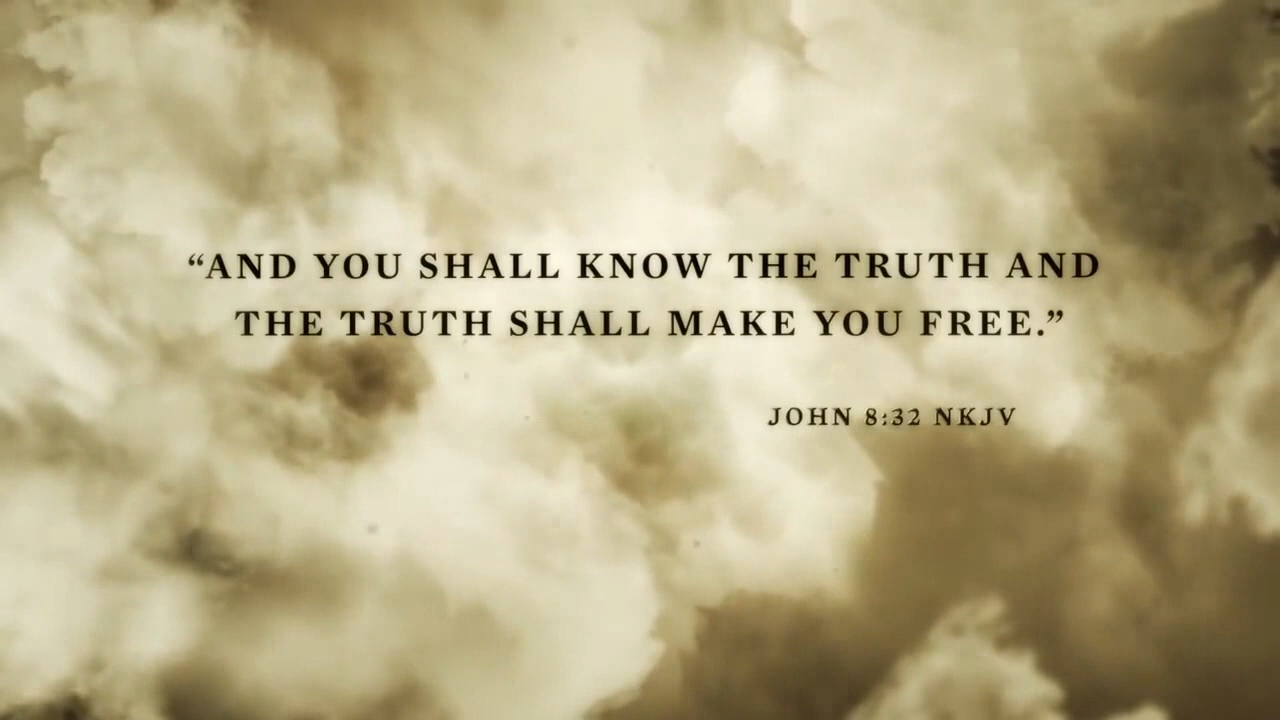 “AND YOU SHALL KNOW THE TRUTH AND
THE TRUTH SHALL MAKE YOU FREE.”
JOHN 8:32 NKJV